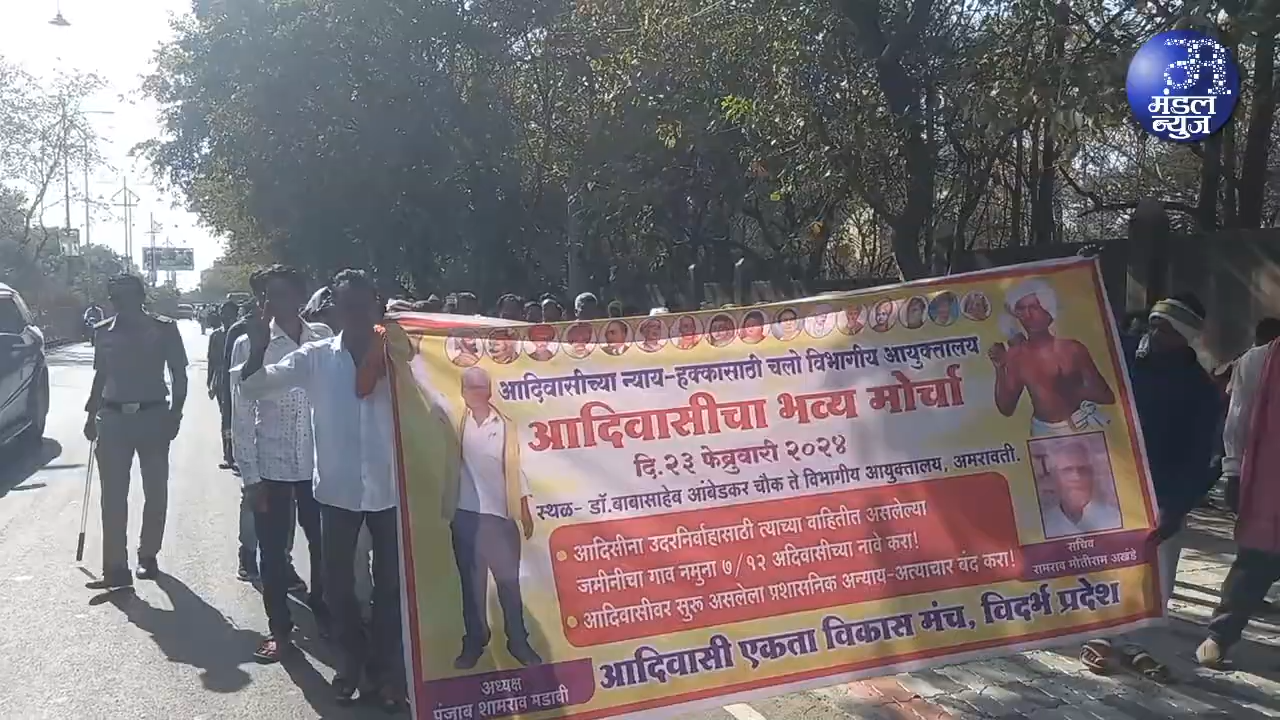 मंडल
न्युज
आदिवासीच्या न्याय-हक्कासाठी चलो विभागीय आयुक्तालय
आदिवासीचा भव्य मोर्चा
दि.२३ फेब्रुवारी २०२४
स्थळ- डॉ.बाबासाहेव आंबेडकर चौक ते विभागीय आयुक्तालय, अमरावती.
आदिसीना उदरनिर्वाहासाठी त्याच्या वाहितीत असलेल्या
जमीनीचा गाव नमुना ७/१२ अदिवासीच्या नावे करा!
आदिवासीवर सुरू असलेला प्रशासनिक अन्याय-अत्याचार बंद करा!
सचिव
रामराव मोतीराम अखंडे
आदिवासी एकता विकास मंच, विदर्भ प्रदेश
अध्यक्ष
पंजाब शामराव मडावी